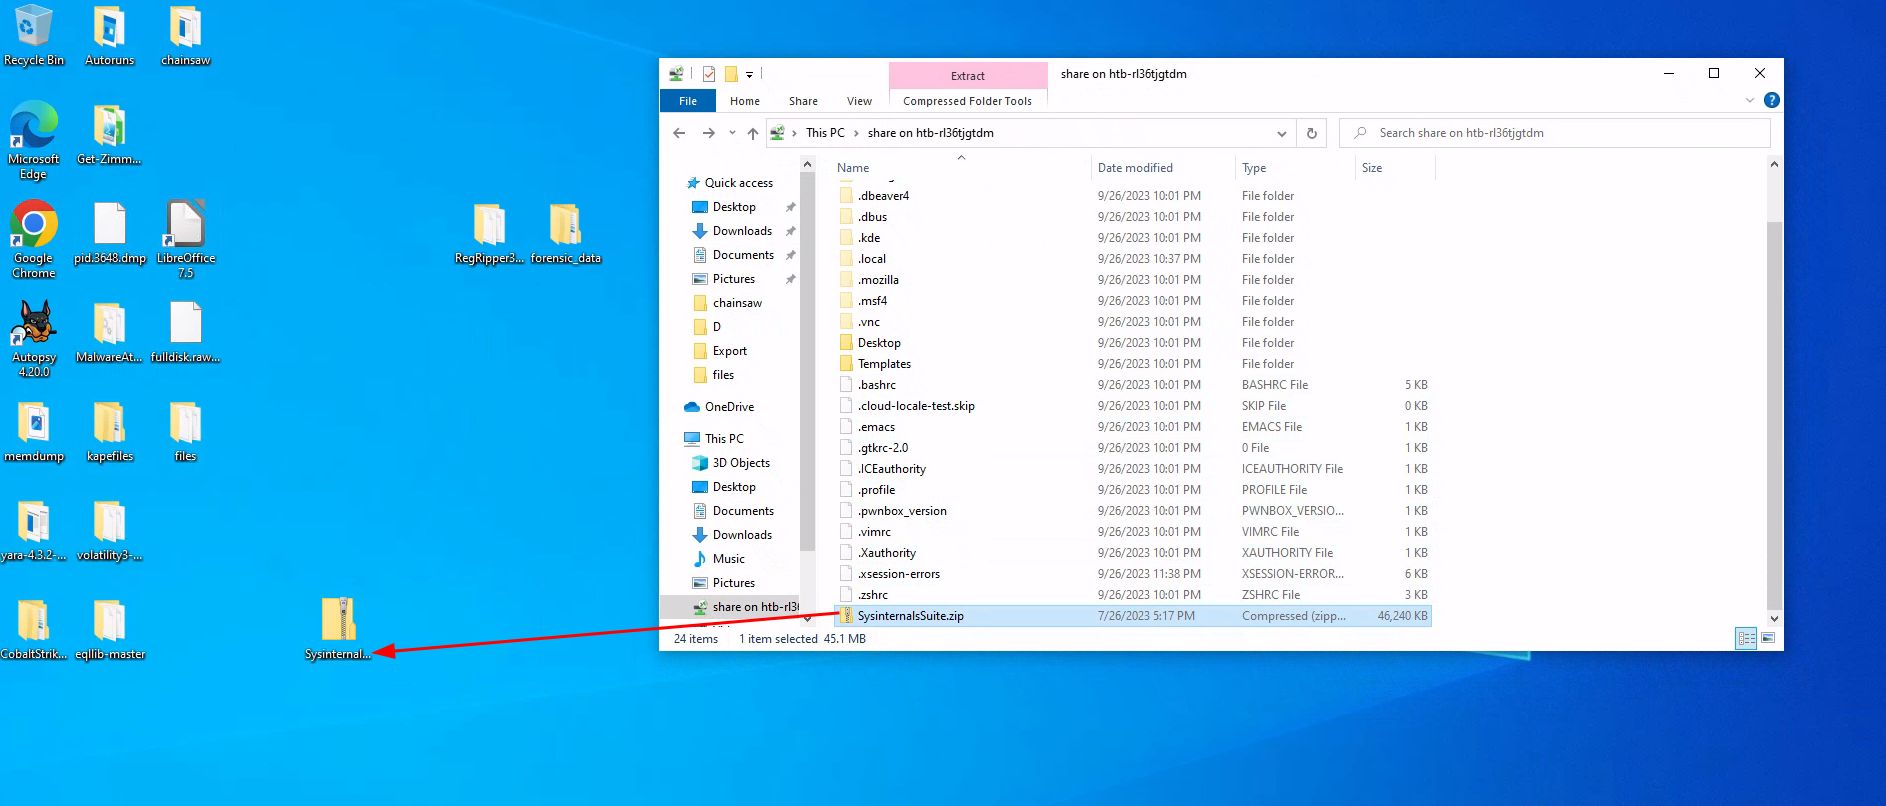 Recycle Bin
Autoruns
chainsaw
Microsoft
Edge
Get-Zimm...
Google
Chrome
pid.3648.dmp
LibreOffice
7.5
RegRipper3...
forensic_data
Autopsy
4.20.0
MalwareAt...
fulldisk.raw...
memdump
kapefiles
files
yara-4.3.2-...
volatility3-...
CobaltStrik...
eqllib-master
Sysinternal...
Extract
share on htb-rl36tjgtdm
File
Home
Share
View
Compressed Folder Tools
?
This PC
share on htb-rl36tjgtdm
Search share on htb-rl36tjgtdm
Quick access
Desktop
Downloads
Documents
Pictures
chainsaw
D
Export
files
OneDrive
This PC
3D Objects
Desktop
Documents
Downloads
Music
Pictures
share on htb-rl36
Name Date modified Type Size
.dbeaver4 9/26/2023 10:01 PM File folder
.dbus 9/26/2023 10:01 PM File folder
.kde 9/26/2023 10:01 PM File folder
.local 9/26/2023 10:37 PM File folder
.mozilla 9/26/2023 10:01 PM File folder
.msf4 9/26/2023 10:01 PM File folder
.vnc 9/26/2023 10:01 PM File folder
Desktop 9/26/2023 10:01 PM File folder
Templates 9/26/2023 10:01 PM File folder
.bashrc 9/26/2023 10:01 PM BASHRC File 5 KB
.cloud-locale-test.skip 9/26/2023 10:01 PM SKIP File 0 KB
.emacs 9/26/2023 10:01 PM EMACS File 1 KB
.gtkrc-2.0 9/26/2023 10:01 PM 0 File 1 KB
.ICEauthority 9/26/2023 10:01 PM ICEAUTHORITY File 1 KB
.profile 9/26/2023 10:01 PM PROFILE File 1 KB
.pwnbox_version 9/26/2023 10:01 PM PWNBOX_VERSIO... 1 KB
.vimrc 9/26/2023 10:01 PM VIMRC File 1 KB
.Xauthority 9/26/2023 10:01 PM XAUTHORITY File 1 KB
.xsession-errors 9/26/2023 11:38 PM XSESSION-ERROR... 6 KB
.zshrc 9/26/2023 10:01 PM ZSHRC File 3 KB
SysinternalsSuite.zip 7/26/2023 5:17 PM Compressed (zipp... 46,240 KB
24 items 1 item selected 45.1 MB